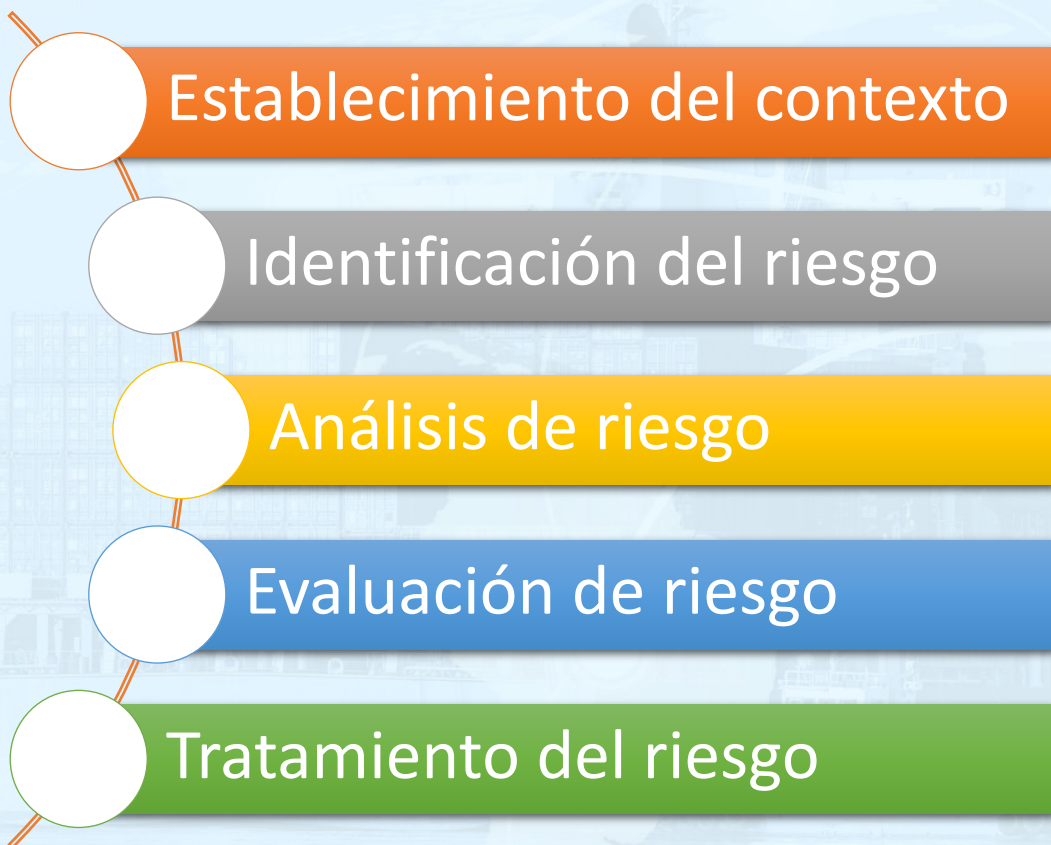 Establecimiento del contexto
Identificación del riesgo
Análisis de riesgo
Evaluación de riesgo
Tratamiento del riesgo